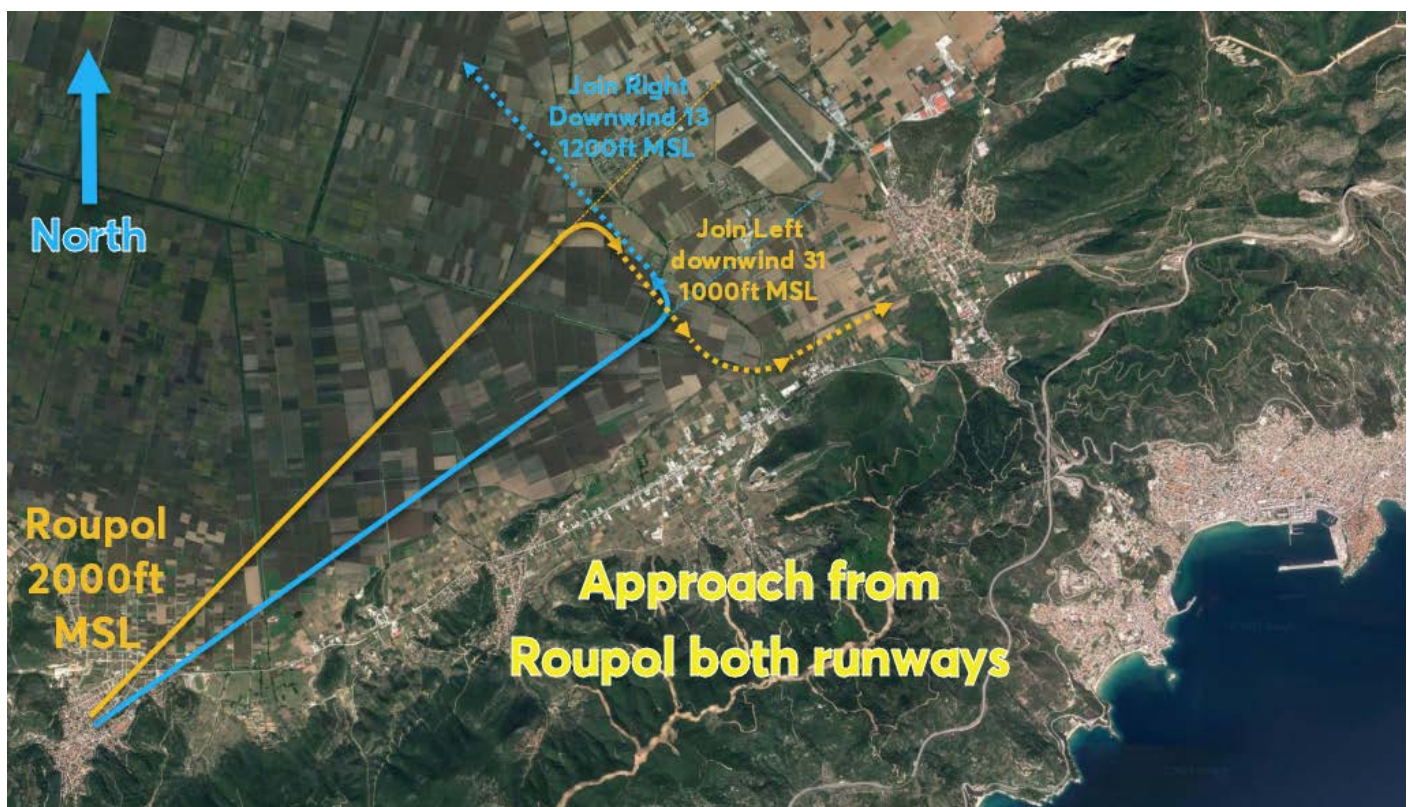 North
Join Right
Downwind 13
1200ft MSL
Join Left
downwind 31
1000ft MSL
Roupol
2000ft
MSL
Approach from
Roupol both runways